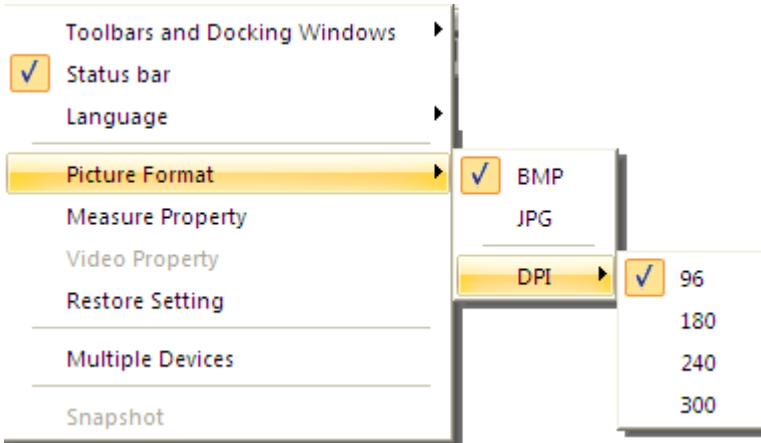 Toolbars and Docking Windows
Status bar
Language
Picture Format
Measure Property
Video Property
Restore Setting
Multiple Devices
Snapshot
BMP
JPG
DPI
96
180
240
300